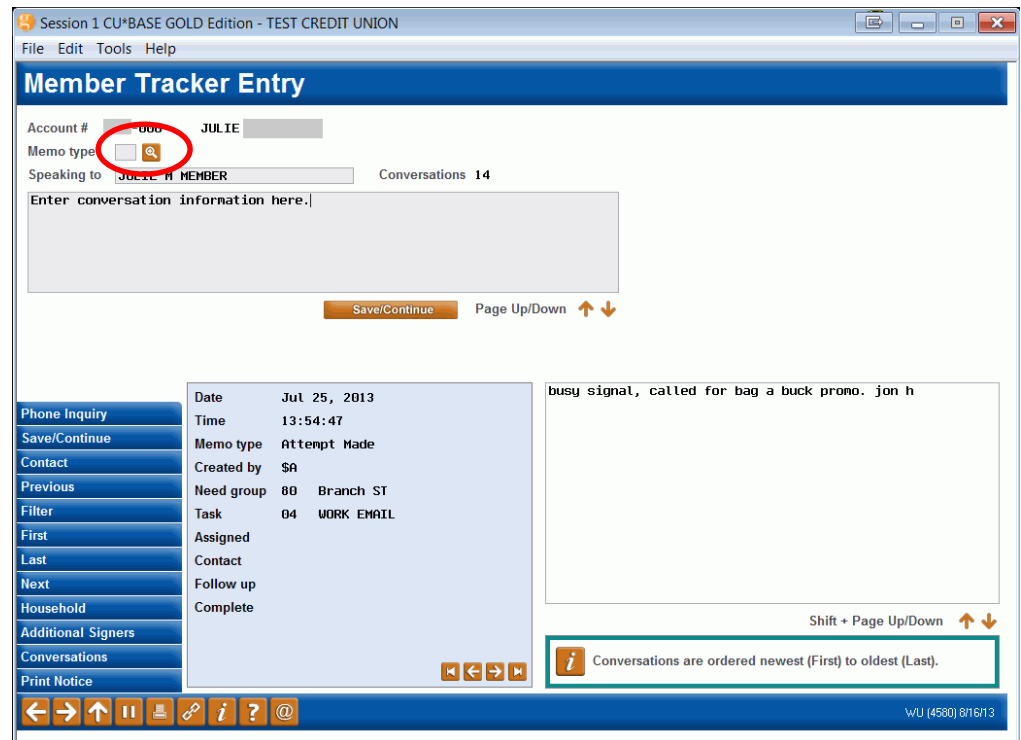 Session 1 CU*BASE GOLD Edition - TEST CREDIT UNION
File Edit Tools Help
Member Tracker Entry
Account # -000 JULIE
Memo type
Speaking to JULIE M MEMBER Conversations 14
Enter conversation information here.
Save/Continue Page Up/Down
Phone Inquiry
Save/Continue
Contact
Previous
Filter
First
Last
Next
Household
Additional Signers
Conversations
Print Notice
Date Jul 25, 2013
Time 13:54:47
Memo type Attempt Made
Created by $A
Need group 80 Branch ST
Task 04 WORK EMAIL
Assigned
Contact
Follow up
Complete
busy signal, called for bag a buck promo. jon h
Shift + Page Up/Down
i Conversations are ordered newest (First) to oldest (Last).
i ? @
WU (4580) 8/16/13